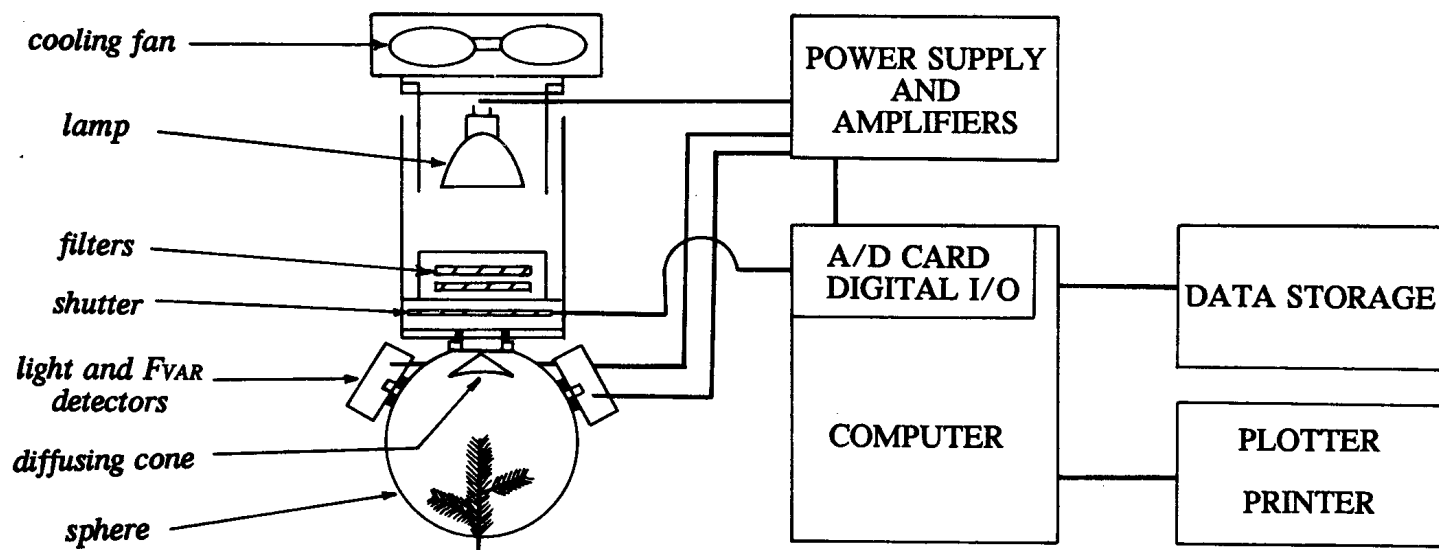 cooling fan
lamp
filters
shutter
light and FVAR
detectors
diffusing cone
sphere
POWER SUPPLY
AND
AMPLIFIERS
A/D CARD
DIGITAL I/O
COMPUTER
DATA STORAGE
PLOTTER
PRINTER